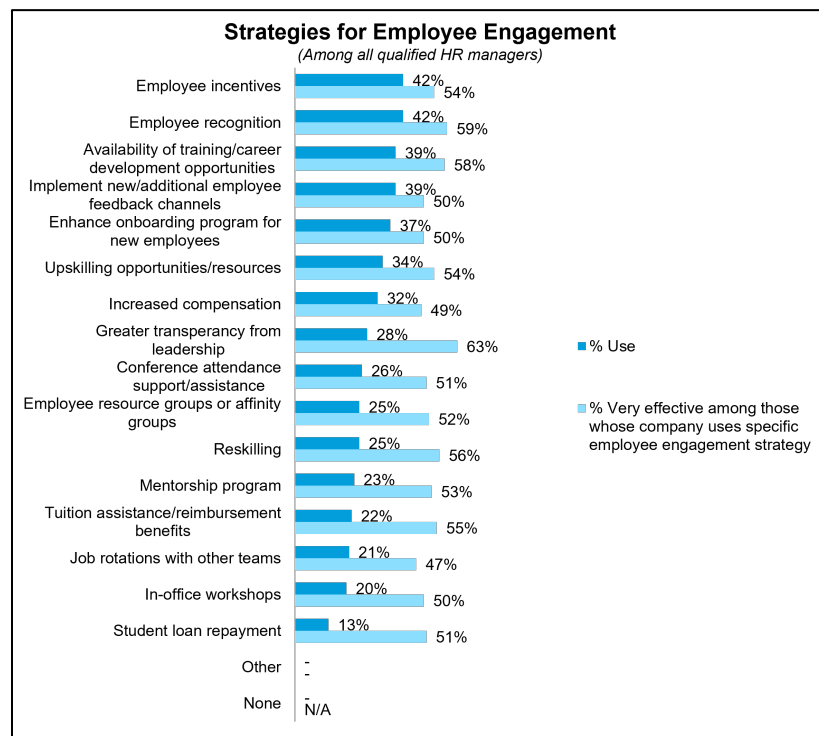 Strategies for Employee Engagement
(Among all qualified HR managers)
Employee incentives
42%
54%
Employee recognition
42%
59%
Availability of training/career
development opportunities
39%
58%
Implement new/additional employee
feedback channels
39%
50%
Enhance onboarding program for
new employees
37%
50%
Upskilling opportunities/resources
34%
54%
Increased compensation
32%
49%
Greater transperancy from
leadership
28%
63%
Conference attendance
support/assistance
26%
51%
Employee resource groups or affinity
groups
25%
52%
Reskilling
25%
56%
Mentorship program
23%
53%
Tuition assistance/reimbursement
benefits
22%
55%
Job rotations with other teams
21%
47%
In-office workshops
20%
50%
Student loan repayment
13%
51%
Other
-
-
None
-
N/A
% Use
% Very effective among those
whose company uses specific
employee engagement strategy